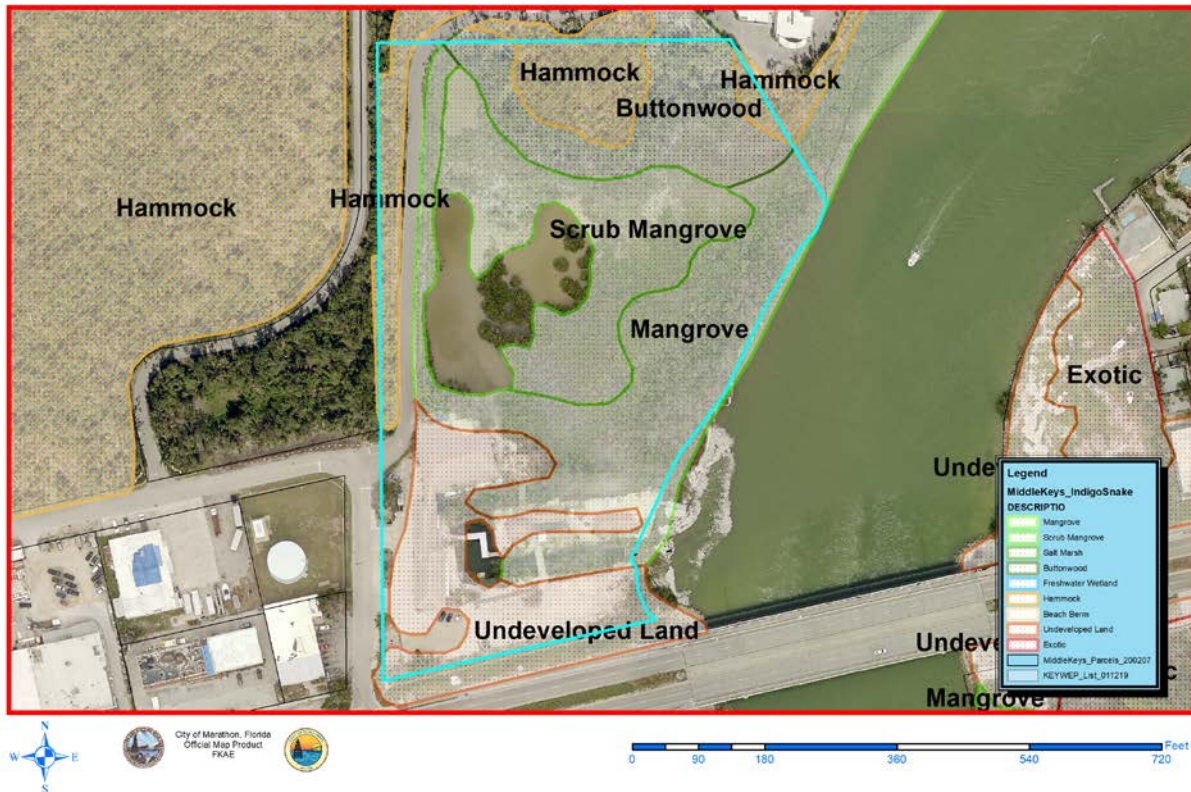 Hammock
Hammock
Buttonwood
Hammock
Hammock
Scrub Mangrove
Mangrove
Exotic
Undeveloped Land
Undeve
Undeve
Mangrove
c
Legend
MiddleKeys_IndigoSnake
DESCRIPTIO
Mangrove
Scrub Mangrove
Salt Marsh
Buttonwood
Freshwater Wetland
Hammock
Beach Berm
Undeveloped Land
Exotic
MiddleKeys_Parcels_200207
KEYWEP_List_011219
N
W E
S
City of Marathon, Florida
Official Map Product
FKAE
Feet
0 90 180 360 540 720